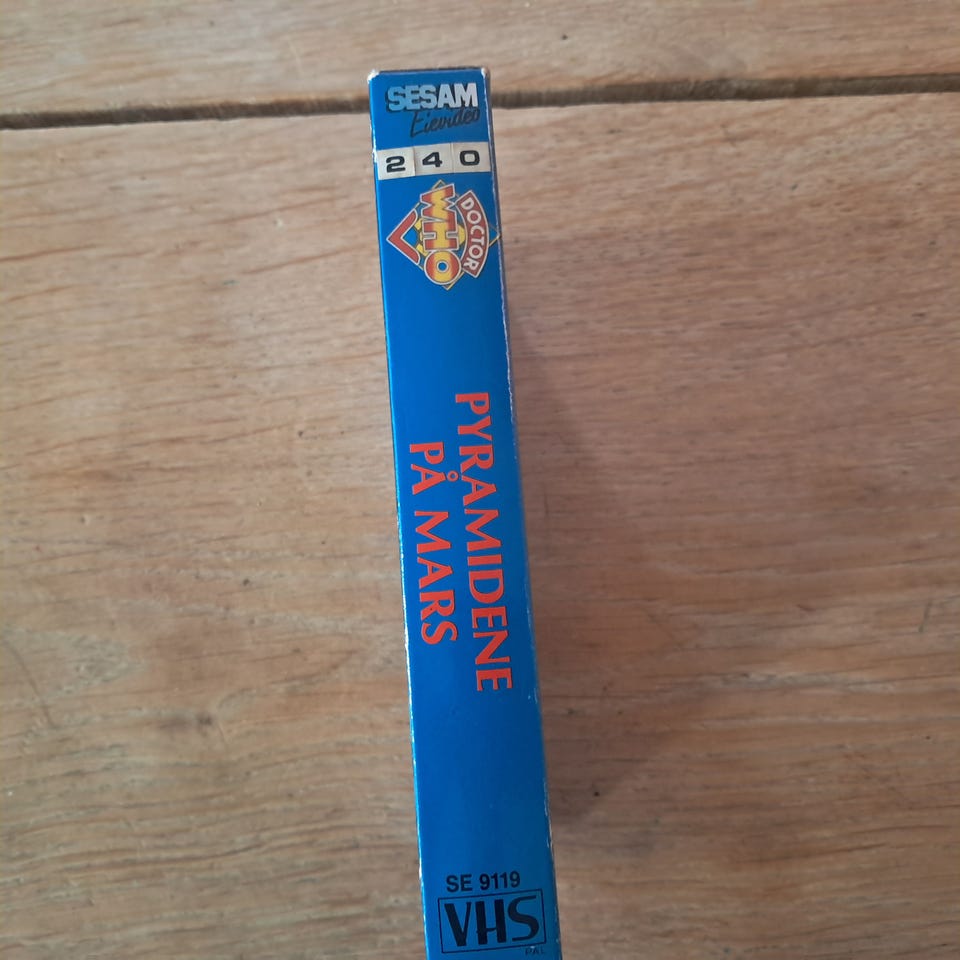 SESAM
Eievideo
240
DOCTOR
WHO
PYRAMIDENE
PÅ MARS
SE 9119
VHS
PAL